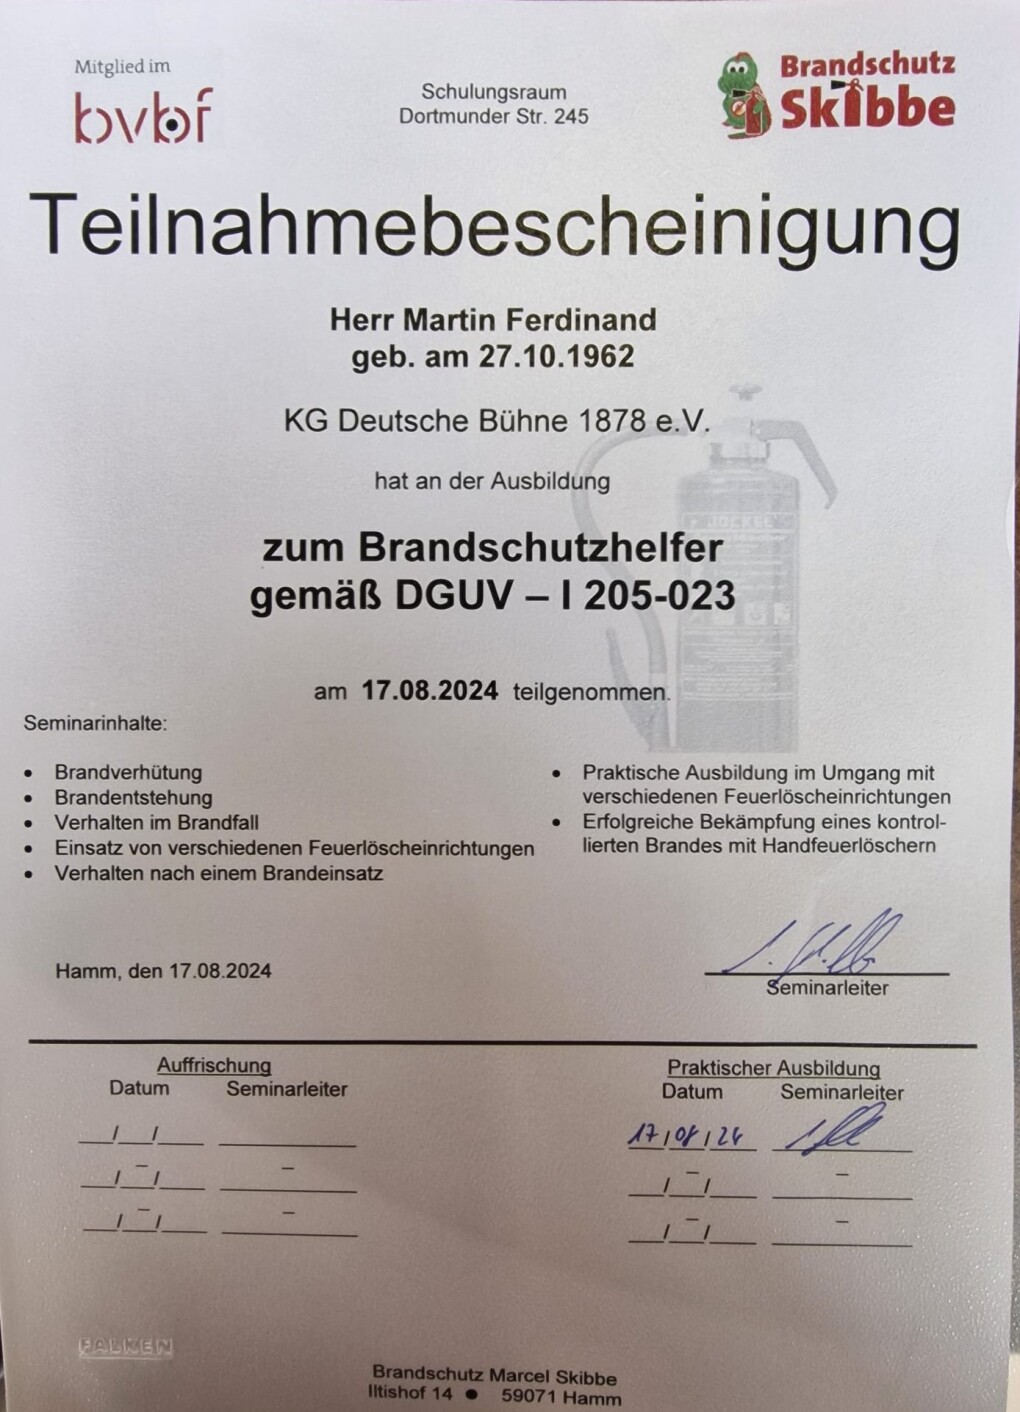 Mitglied im
bvbf
Schulungsraum
Dortmunder Str. 245
Brandschutz
Skibbe
Teilnahmebescheinigung
Herr Martin Ferdinand
geb. am 27.10.1962
KG Deutsche Bühne 1878 e.V.
hat an der Ausbildung
JOCKEL
zum Brandschutzhelfer
gemäß DGUV – I 205-023
am 17.08.2024 teilgenommen.
Seminarinhalte:
• Brandverhütung
• Brandentstehung
• Verhalten im Brandfall
• Einsatz von verschiedenen Feuerlöscheinrichtungen
• Verhalten nach einem Brandeinsatz
• Praktische Ausbildung im Umgang mit
verschiedenen Feuerlöscheinrichtungen
• Erfolgreiche Bekämpfung eines kontrol-
lierten Brandes mit Handfeuerlöschern
Hamm, den 17.08.2024
Seminarleiter
Auffrischung
Datum Seminarleiter
Praktischer Ausbildung
Datum Seminarleiter
17/08/24
FALKEN
Brandschutz Marcel Skibbe
Iltishof 14 ● 59071 Hamm